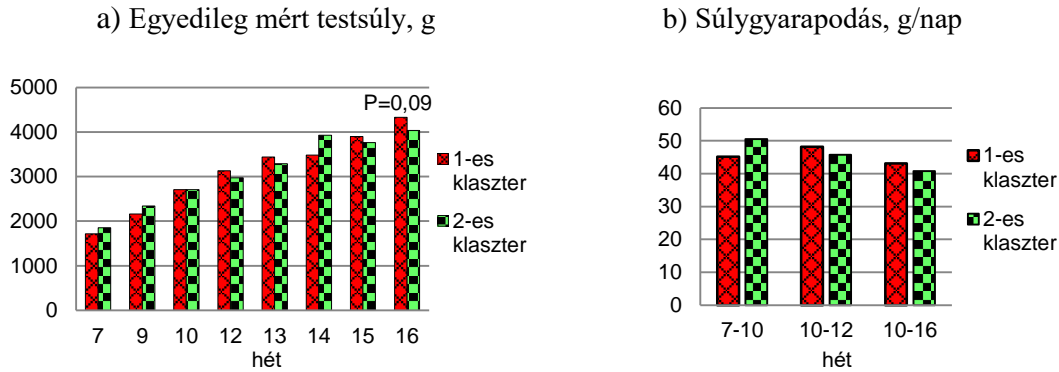 a) Egyedileg mért testsúly, g
5000
4000
3000
2000
1000
0
P=0,09
7 9 10 12 13 14 15 16
hét
1-es
klaszter
2-es
klaszter
b) Súlygyarapodás, g/nap
60
50
40
30
20
10
0
7-10 10-12 10-16
hét
1-es
klaszter
2-es
klaszter